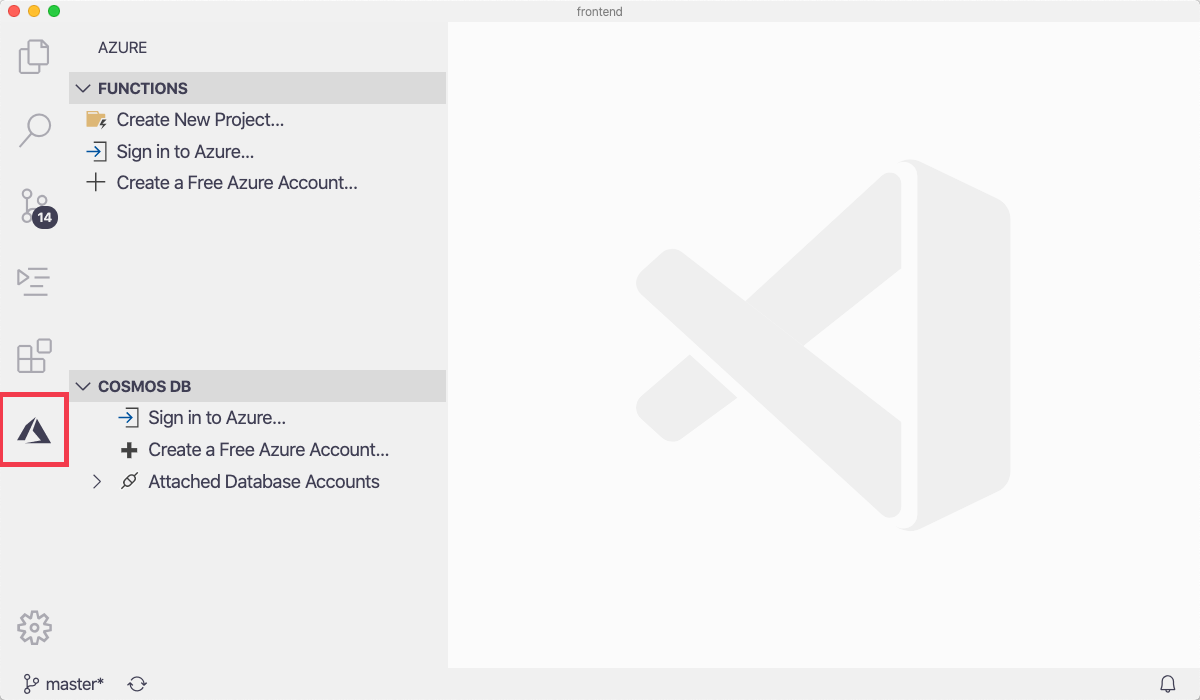 frontend
AZURE
FUNCTIONS
Create New Project...
Sign in to Azure...
Create a Free Azure Account...
14
COSMOS DB
Sign in to Azure...
Create a Free Azure Account...
Attached Database Accounts
master*